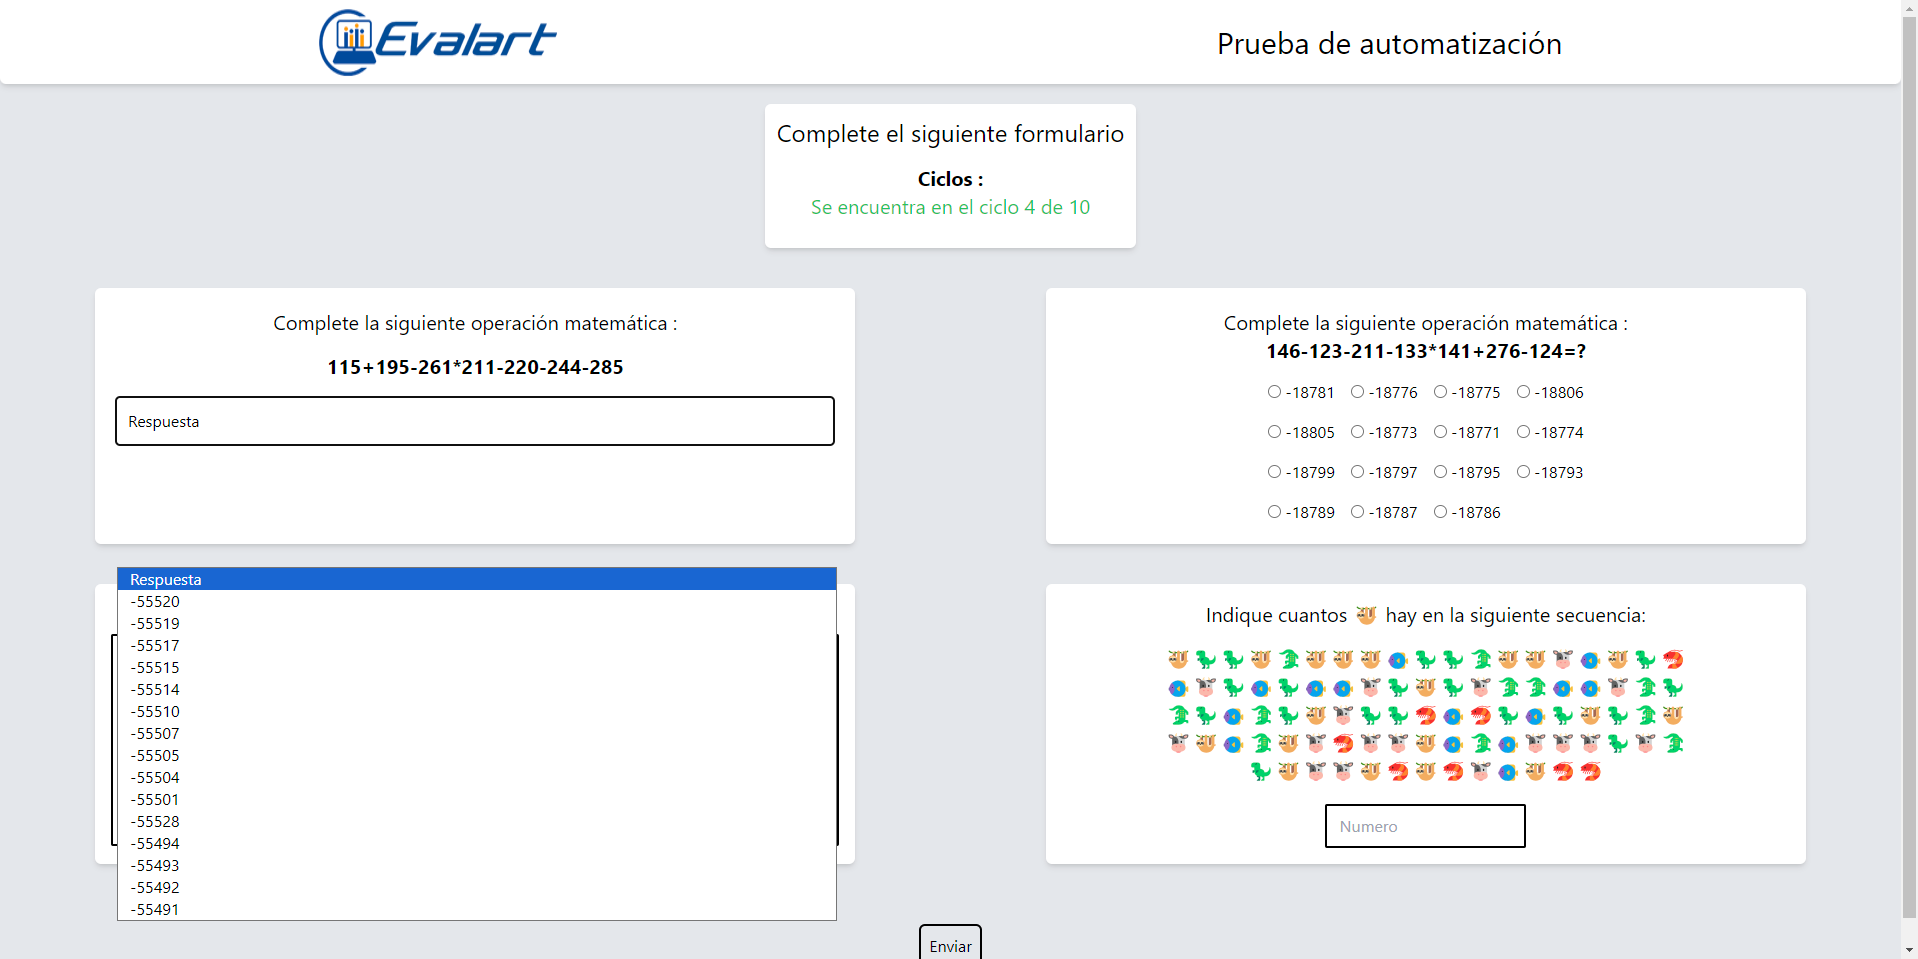 Evalart
Prueba de automatización
Complete el siguiente formulario
Ciclos :
Se encuentra en el ciclo 4 de 10
Complete la siguiente operación matemática :
115+195-261*211-220-244-285
Respuesta
Complete la siguiente operación matemática :
146-123-211-133*141+276-124=?
-18781 -18776 -18775 -18806
-18805 -18773 -18771 -18774
-18799 -18797 -18795 -18793
-18789 -18787 -18786
Respuesta
-55520
-55519
-55517
-55515
-55514
-55510
-55507
-55505
-55504
-55501
-55528
-55494
-55493
-55492
-55491
Indique cuantos 🦥 hay en la siguiente secuencia:
Numero
Enviar